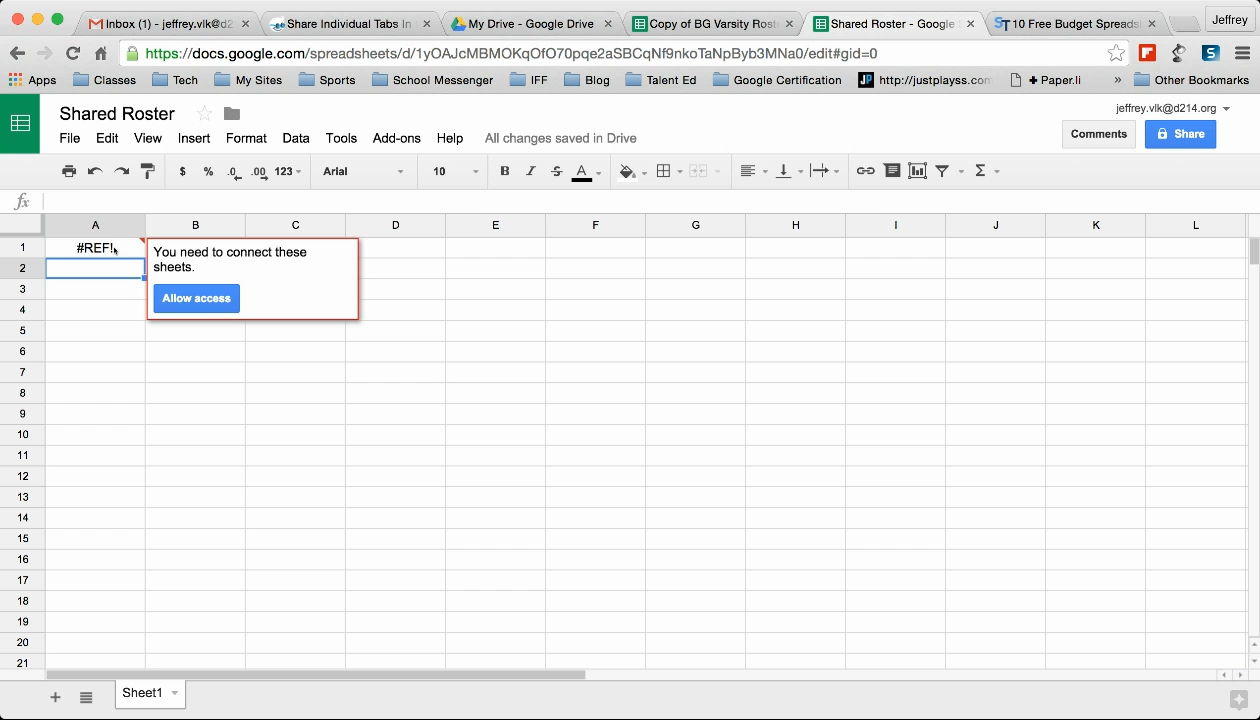 Inbox (1) - jeffrey.vlk@d2
Share Individual Tabs In
My Drive - Google Drive
Copy of BG Varsity Rost
Shared Roster - Google S
10 Free Budget Spreads
Jeffrey
https://docs.google.com/spreadsheets/d/1yOAJcMBMOKqOfO70pqe2aSBCqNf9nkoTaNpByb3MNa0/edit#gid=0
Apps
Classes
Tech
My Sites
Sports
School Messenger
IFF
Blog
Talent Ed
Google Certification
http://justplayss.com
+ Paper.li
»
Other Bookmarks
Shared Roster
jeffrey.vlk@d214.org
File Edit View Insert Format Data Tools Add-ons Help All changes saved in Drive
Comments
Share
$ % .0 .00 123 Arial 10 B I S A Σ
fx
A B C D E F G H I J K L
1 #REF!
You need to connect these
sheets.
2
3
Allow access
4
5
6
7
8
9
10
11
12
13
14
15
16
17
18
19
20
21
+ Sheet1